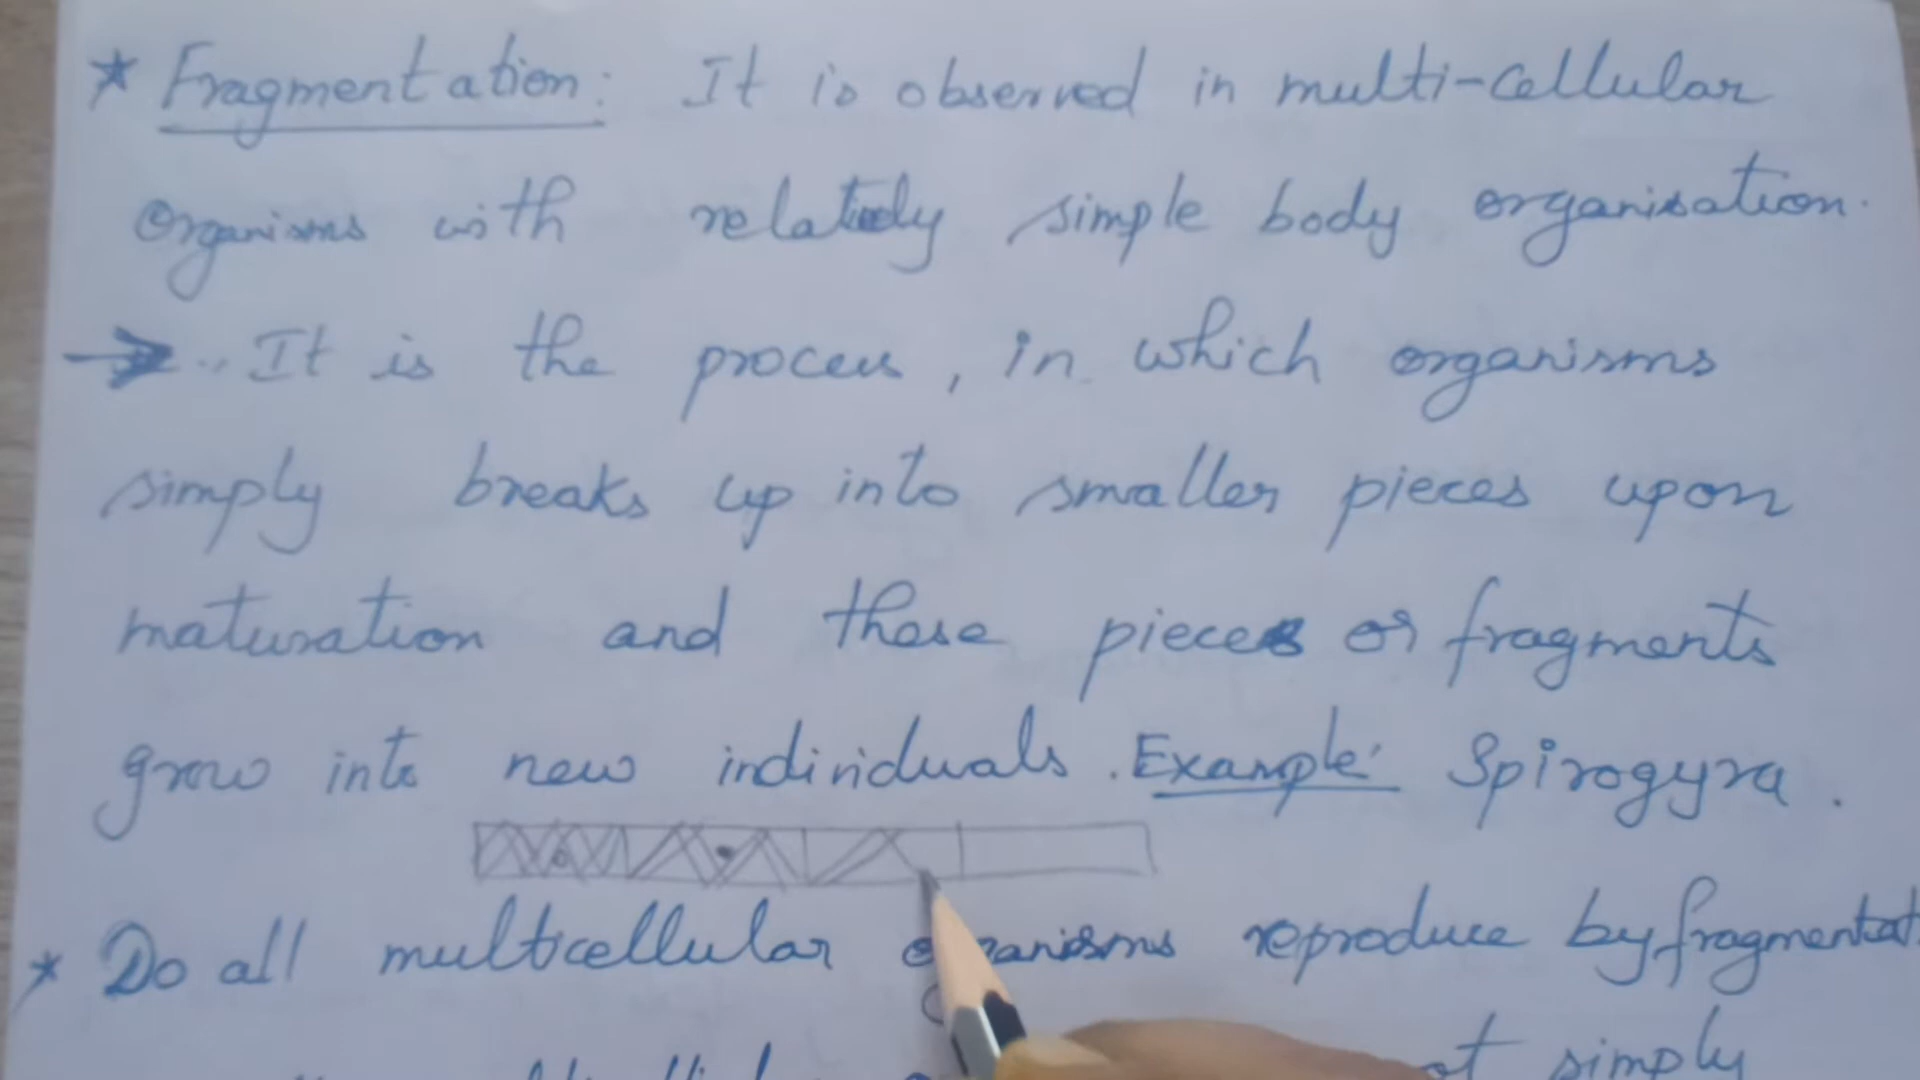 * Fragmentation: It is observed in multi-cellular
organisms with relatively simple body organisation.
→ It is the process, in which organisms
simply breaks up into smaller pieces upon
maturation and these pieces or fragments
grow into new individuals. Example: Spirogyra.
* Do all multicellular organisms reproduce by fragmentat
simply